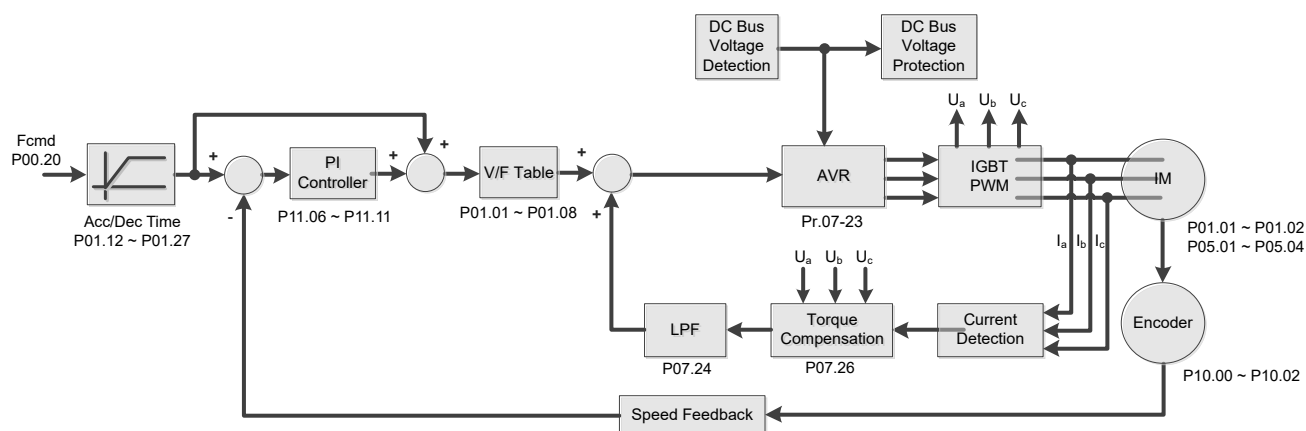 DC Bus
Voltage
Detection
DC Bus
Voltage
Protection
Ua
Ub
Uc
Fcmd
P00.20
+
+
+
+
+
PI
Controller
V/F Table
AVR
IGBT
PWM
IM
Acc/Dec Time
P01.12 ~ P01.27
-
P11.06 ~ P11.11
P01.01 ~ P01.08
+
Pr.07-23
P01.01 ~ P01.02
P05.01 ~ P05.04
Ia
Ib
Ic
Ua
Ub
Uc
LPF
Torque
Compensation
Current
Detection
Encoder
P07.24
P07.26
P10.00 ~ P10.02
Speed Feedback